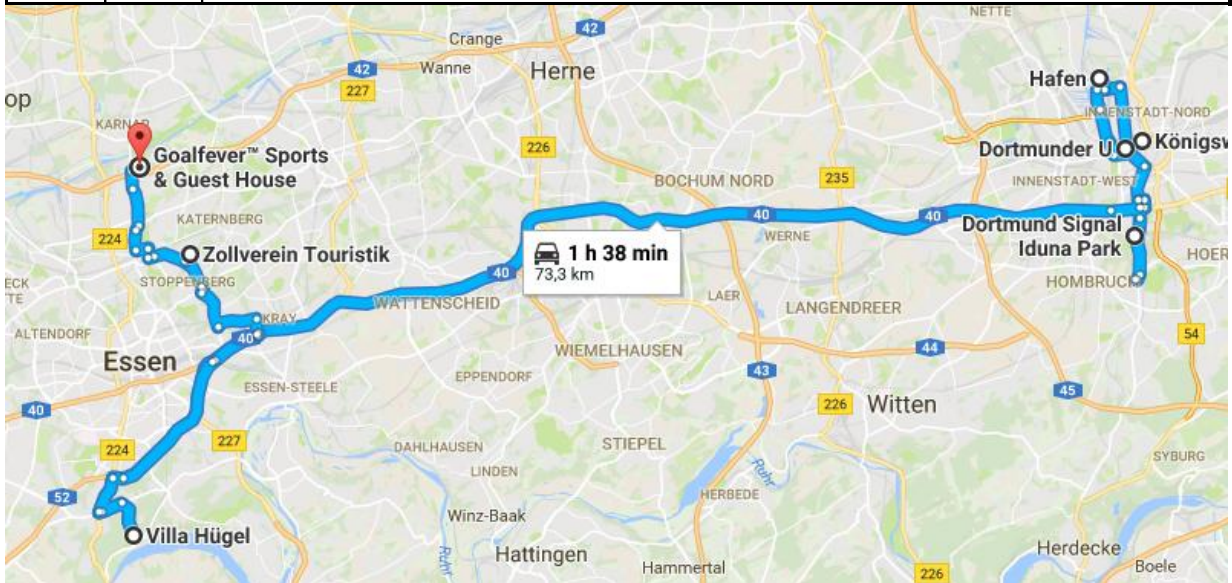 NETTE
42
Crange
42
Wanne
Herne
Hafen
227
INNENSTADT-NORD
op
KARNAP
Goalfever™ Sports
& Guest House
226
Dortmunder U
Königsw
BOCHUM NORD
235
INNENSTADT-WEST
KATERNBERG
224
40
40
Dortmund Signal
Iduna Park
WERNE
Zollverein Touristik
1 h 38 min
73,3 km
40
HOER
STOPPENBERG
HOMBRUCH
ECK
TTE
WATTENSCHEID
LAER
LANGENDREER
KRAY
ALTENDORF
40
54
Essen
WIEMELHAUSEN
44
EPPENDORF
43
ESSEN-STEELE
45
40
226
Witten
224
227
DAHLHAUSEN
STIEPEL
SYBURG
LINDEN
Ruhr
52
HERBEDE
Winz-Baak
Villa Hügel
Ruhr
Hattingen
Herdecke
Hammertal
226
Boele